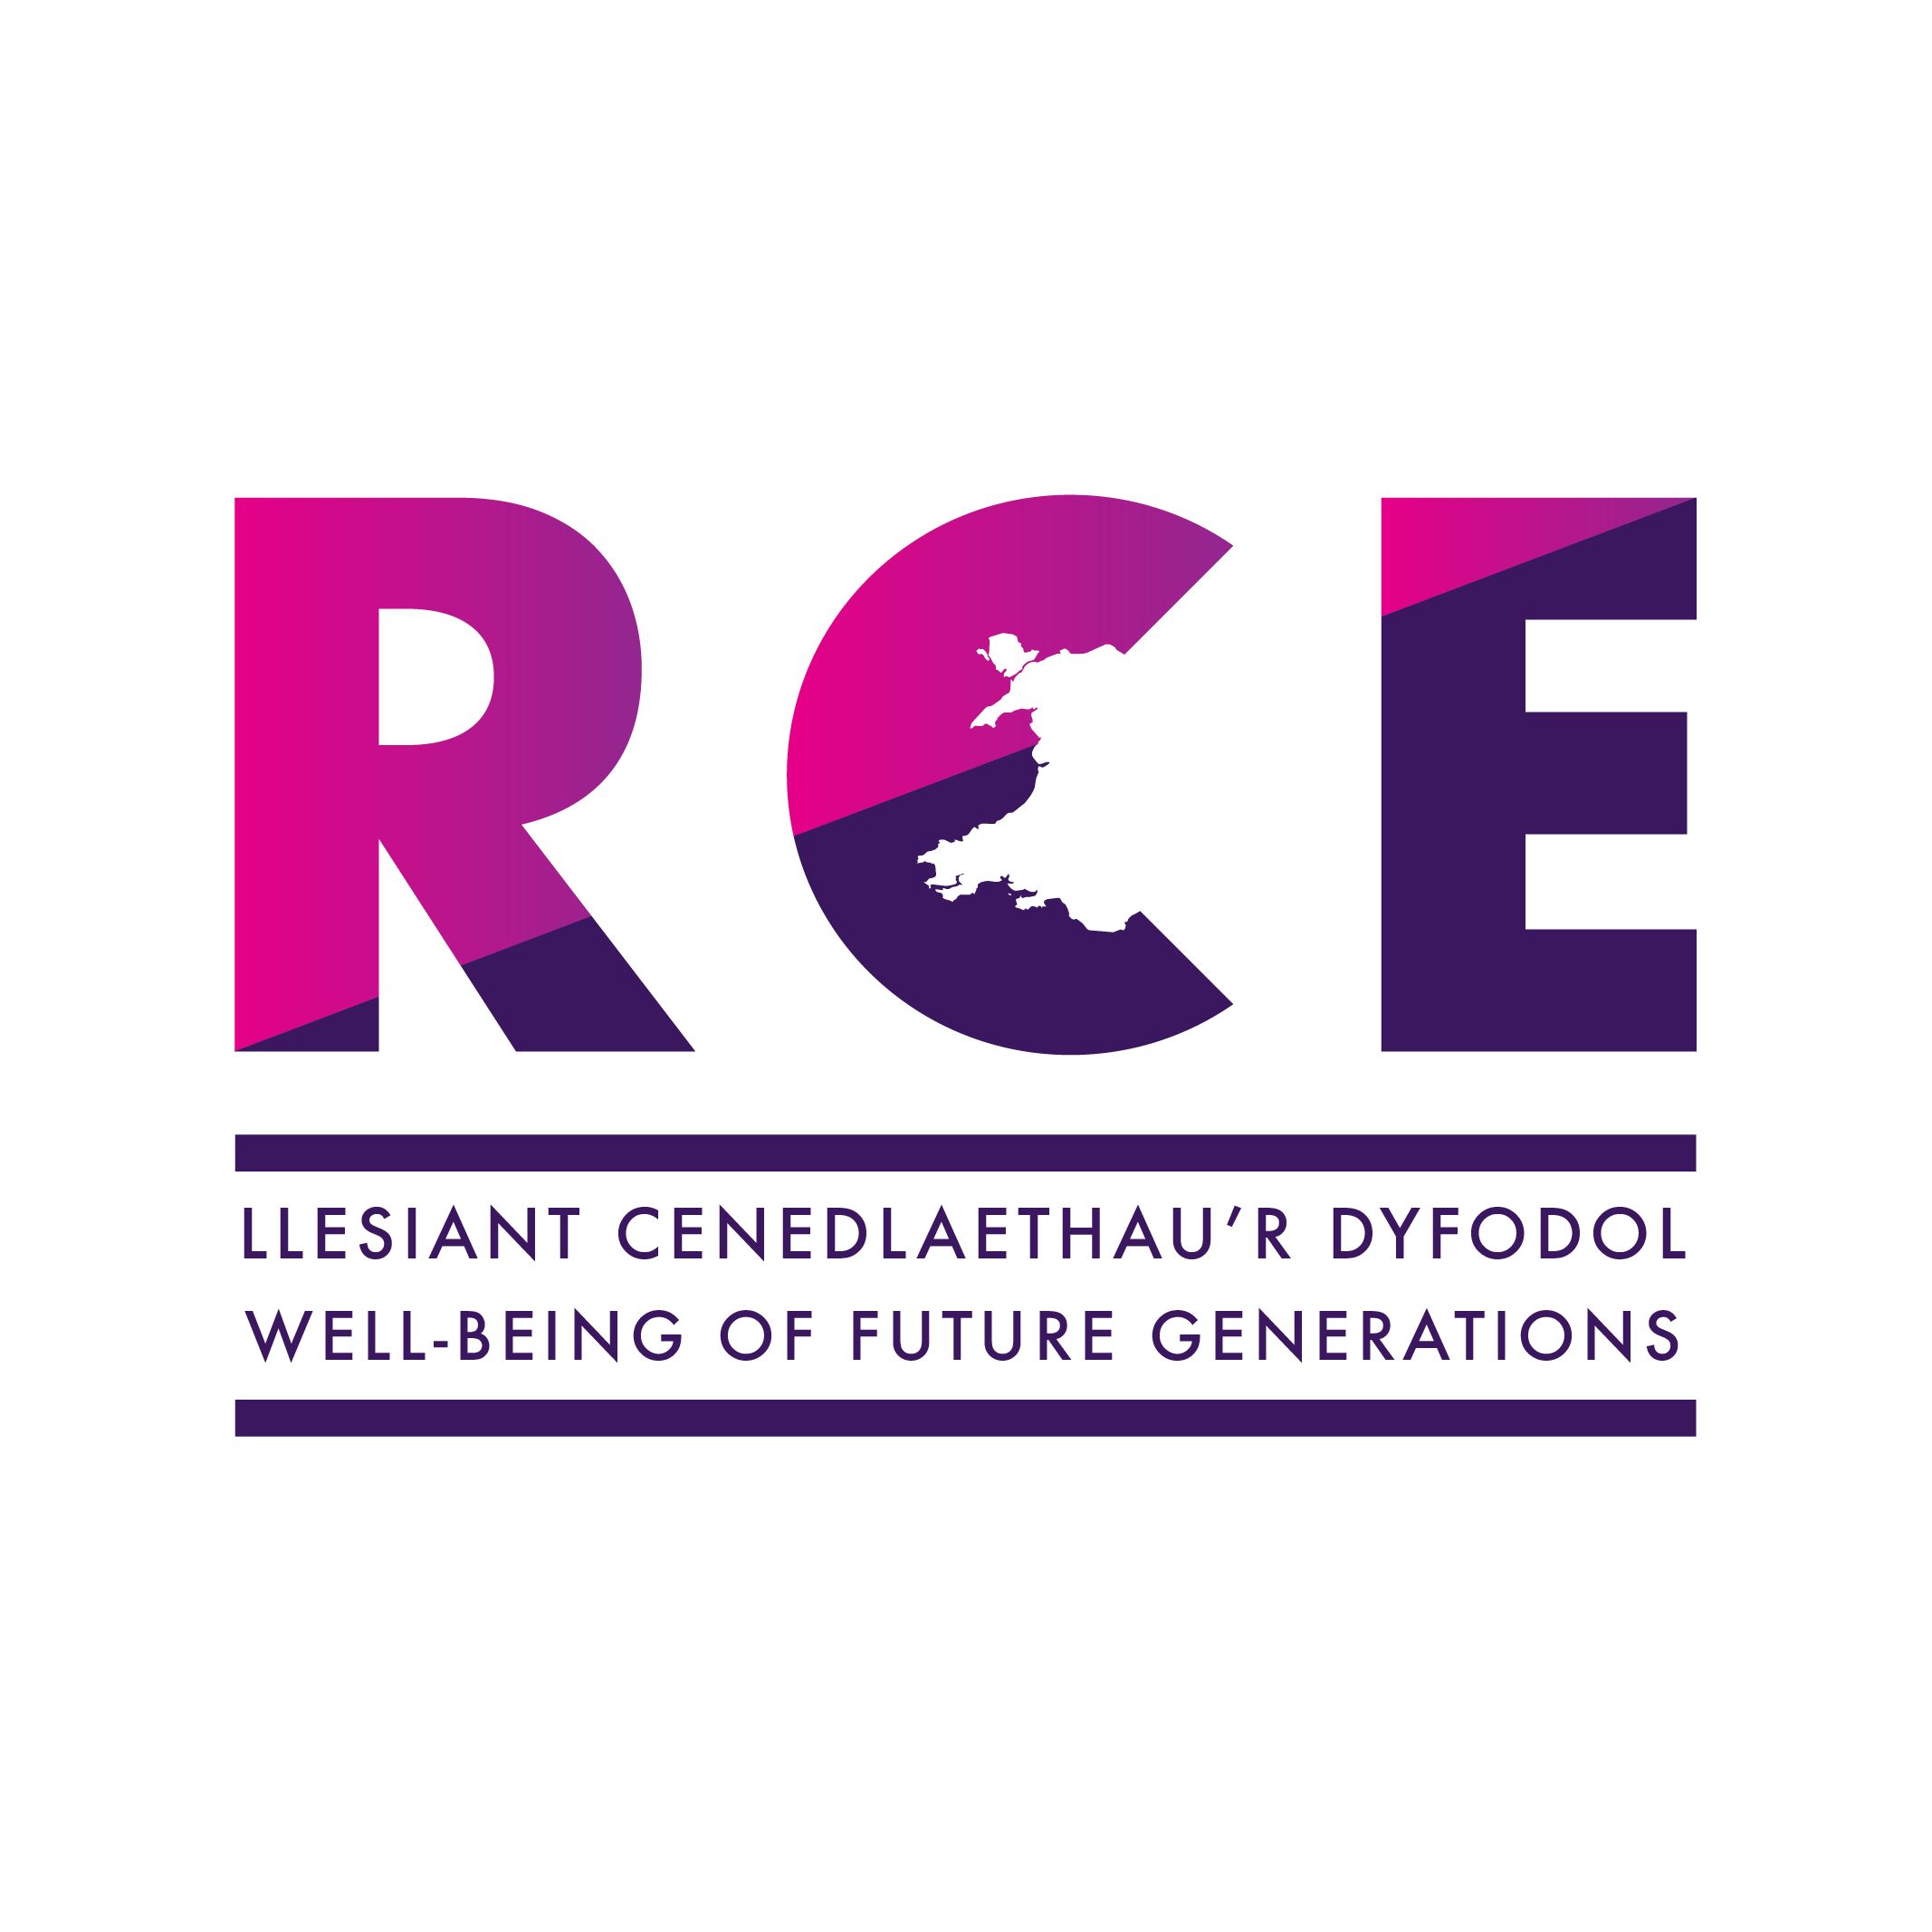 RCE
LLESIANT CENEDLAETHAU'R DYFODOL
WELL-BEING OF FUTURE GENERATIONS